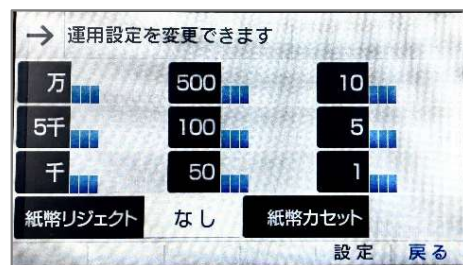 → 運用設定を変更できます
万 500 10
5千 100 5
千 50 1
紙幣リジェクト なし 紙幣カセット
設定 戻る